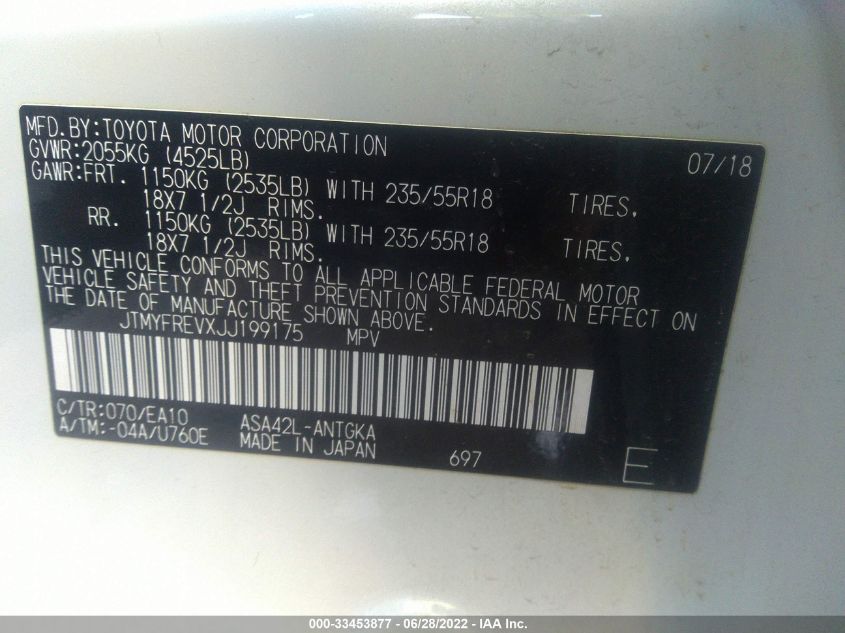 MFD.BY:TOYOTA MOTOR CORPORATION 07/18
GVWR:2055KG (4525LB)
GAWR:FRT. 1150KG (2535LB) WITH 235/55R18 TIRES,
18X7 1/2J RIMS.
RR. 1150KG (2535LB) WITH 235/55R18 TIRES.
18X7 1/2J RIMS.
THIS VEHICLE CONFORMS TO ALL APPLICABLE FEDERAL MOTOR
VEHICLE SAFETY AND THEFT PREVENTION STANDARDS IN EFFECT ON
THE DATE OF MANUFACTURE SHOWN ABOVE.
JTMYFREVXJJ199175 MPV
C/TR:070/EA10 ASA42L-ANTGKA
A/TM:-04A/U760E MADE IN JAPAN 697 E
000-33453877 - 06/28/2022 - IAA Inc.